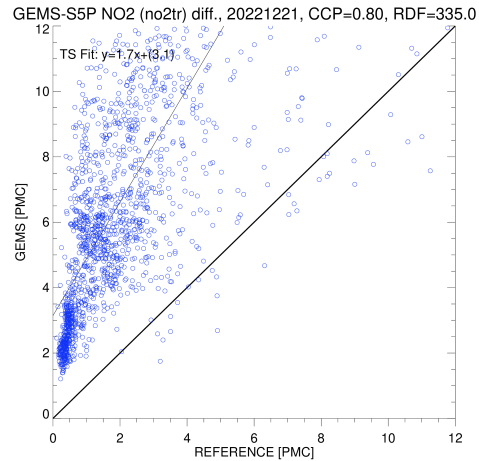 GEMS-S5P NO2 (no2tr) diff., 20221221, CCP=0.80, RDF=335.0
12
TS Fit: y=1.7x+(3.1)
10
8
GEMS [PMC]
6
4
2
0
0 2 4 6 8 10 12
REFERENCE [PMC]